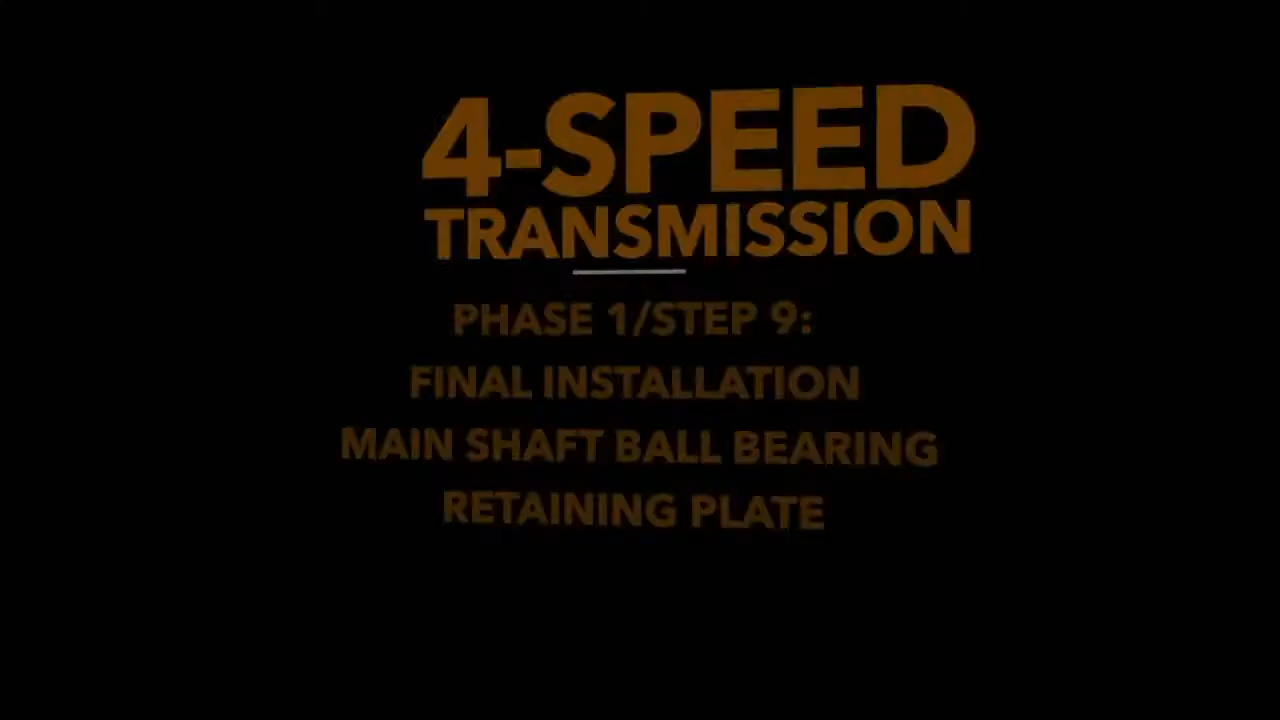 4-SPEED
TRANSMISSION
PHASE 1/STEP 9:
FINAL INSTALLATION
MAIN SHAFT BALL BEARING
RETAINING PLATE